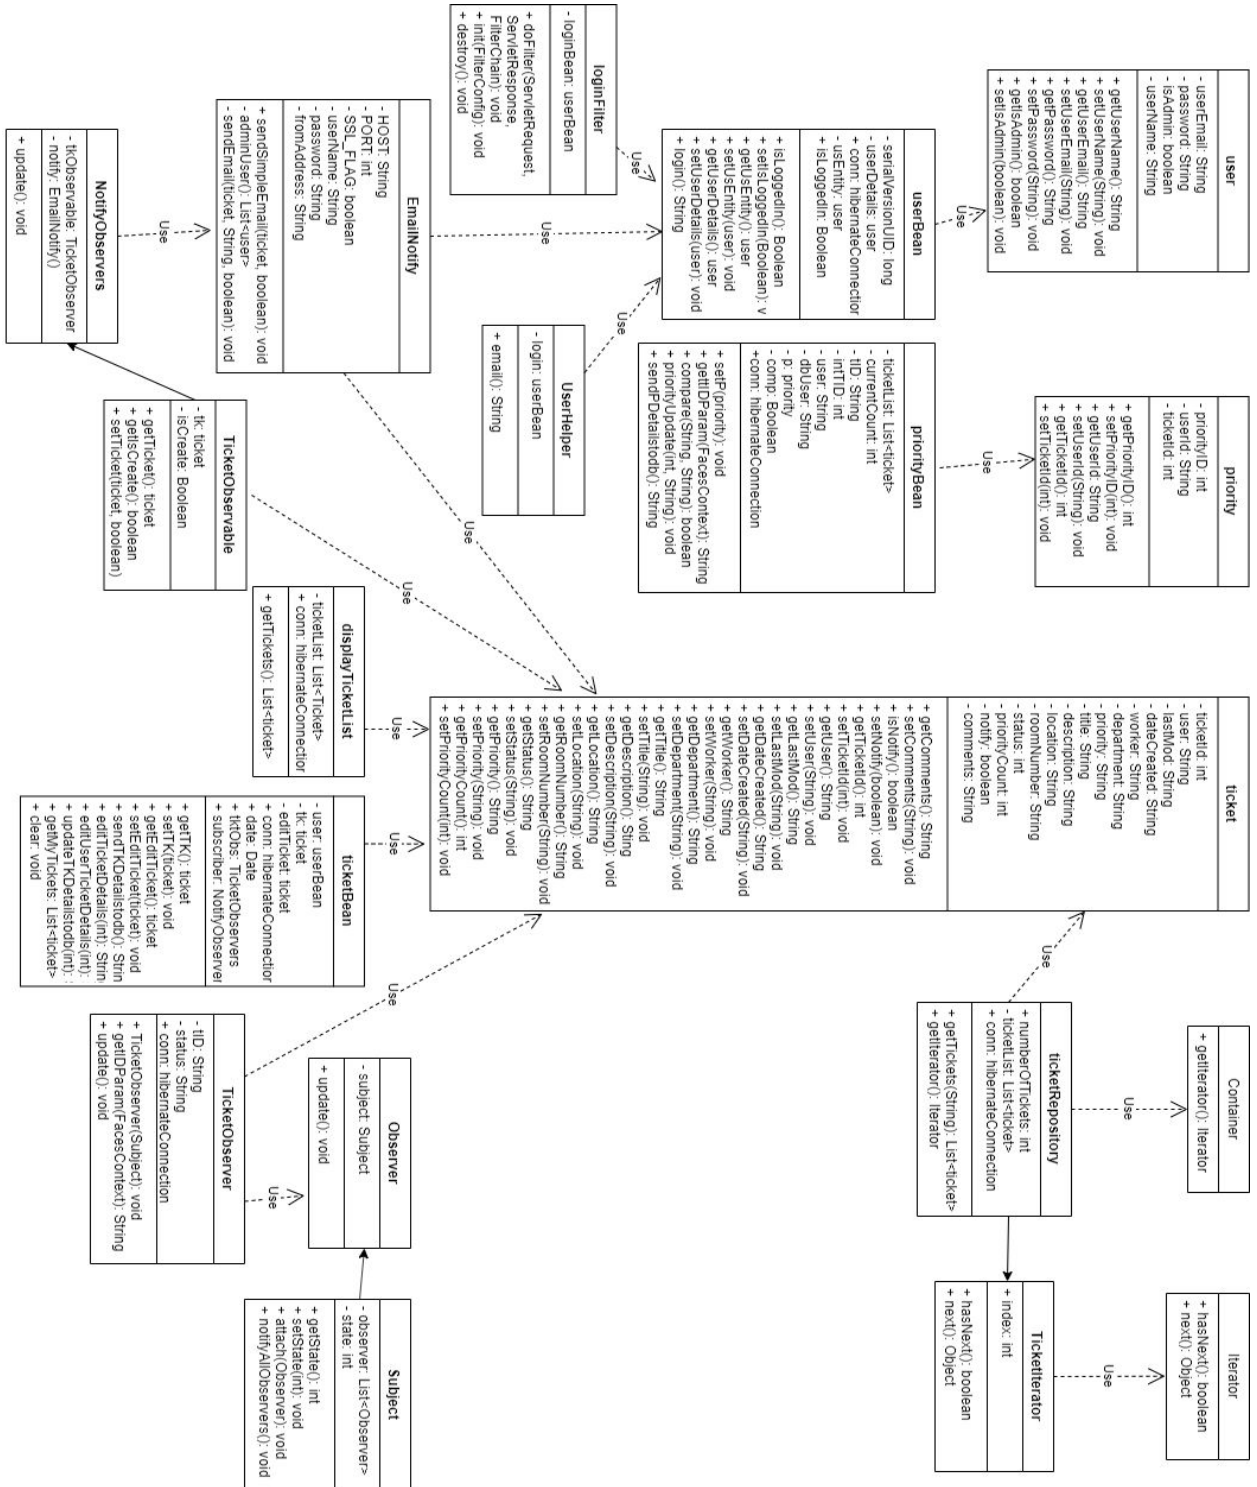 user
- userEmail: String
- password: String
- isAdmin: boolean
- userName: String
+ getUserName(): String
+ setUserName(String): void
+ getUserEmail(): String
+ setUserEmail(String): void
+ getPassword(): String
+ setPassword(String): void
+ getIsAdmin(): boolean
+ setIsAdmin(boolean): void
priority
- priorityID: int
- userId: String
- ticketId: int
+ getPriorityID(): int
+ setPriorityID(int): void
+ getUserId: String
+ setUserId(String): void
+ getTicketId(): int
+ setTicketId(int): void
ticket
- ticketId: int
- user: String
- lastMod: String
- dateCreated: String
- worker: String
- department: String
- priority: String
- title: String
- description: String
- location: String
- roomNumber: String
- status: int
- priorityCount: int
- notify: boolean
- comments: String
+ getComments(): String
+ setComments(String): void
+ isNotify(): boolean
+ setNotify(boolean): void
+ getTicketId(): int
+ setTicketId(int): void
+ getUser(): String
+ setUser(String): void
+ getLastMod(): String
+ setLastMod(String): void
+ getDateCreated(): String
+ setDateCreated(String): void
+ getWorker(): String
+ setWorker(String): void
+ getDepartment(): String
+ setDepartment(String): void
+ getTitle(): String
+ setTitle(String): void
+ getDescription(): Sting
+ setDescription(String): void
+ getLocation(): String
+ setLocation(String): void
+ getRoomNumber(): String
+ setRoomNumber(String): void
+ getStatus(): String
+ setStatus(String): void
+ getPriority(): String
+ setPriority(String): void
+ getPriorityCount(): int
+ setPriorityCount(int): void
Container
+ getIterator(): Iterator
Iterator
+ hasNext(): boolean
+ next(): Object
Use
Use
Use
Use
Use
userBean
- serialVersionUID: long
- userDetails: user
+ conn: hibernateConnection
- usEntity: user
+ isLoggedIn: Boolean
+ isLoggedIn(): Boolean
+ setIsLoggedIn(Boolean): v
+ getUsEntity(): user
+ setUsEntity(user): void
+ getUserDetails(): user
+ setUserDetails(user): void
+ login(): String
priorityBean
- ticketList: List<ticket>
- currentCount: int
- tID: String
- intTID: int
- user: String
- dbUser: String
- p: priority
- comp: Boolean
+conn: hibernateConnection
+ setP(priority): void
+ gettIDParam(FacesContext): String
+ compare(String, String): boolean
+ priorityUpdate(int, String): void
+ sendPDetailstodb(): String
ticketRepository
+ numberOfTickets: int
- ticketList: List<ticket>
+ conn: hibernateConnection
+ getTickets(String): List<ticket>
+ getIterator(): Iterator
TicketIterator
+ index: int
+ hasNext(): boolean
+ next(): Object
Use
Use
Use
loginFilter
- loginBean: userBean
+ doFilter(ServletRequest,
ServletResponse,
FilterChain): void
+ init(FilterConfig): void
+ destroy(): void
UserHelper
- login: userBean
+ email(): String
EmailNotify
- HOST: String
- PORT: int
- SSL_FLAG: boolean
- userName: String
- password: String
- fromAddress: String
+ sendSimpleEmail(ticket, boolean): void
- adminUser(): List<user>
- sendEmail(ticket, String, boolean): void
Use
Use
Use
Use
Use
Use
displayTicketList
- ticketList: List<Ticket>
+ conn: hibernateConnection
+ getTickets(): List<ticket>
ticketBean
- user: userBean
- tk: ticket
- editTicket: ticket
+ conn: hibernateConnection
- date: Date
- tktObs: TicketObservers
- subscriber: NotifyObserver
+ getTK(): ticket
+ setTK(ticket): void
+ getEditTicket(): ticket
+ setEditTicket(ticket): void
+ sendTKDetailstodb(): Strin
+ editTicketDetails(int): Strin
+ editUserTicketDetails(int):
+ updateTKDetailstodb(int):
+ getMyTickets: List<ticket>
+ clear: void
Observer
- subject: Subject
+ update(): void
NotifyObservers
- tkObservable: TicketObserver
- notify: EmailNotify()
+ update(): void
TicketObservable
- tk: ticket
- isCreate: Boolean
+ getTicket(): ticket
+ getIsCreate(): boolean
+ setTicket(ticket, boolean)
TicketObserver
- tID: String
- status: String
+ conn: hibernateConnection
+ TicketObserver(Subject): void
+ getIDParam(FacesContext): String
+ update(): void
Use
Subject
- observer: List<Observer>
- state: int
+ getState(): int
+ setState(int): void
+ attach(Observer): void
+ notifyAllObservers(): void